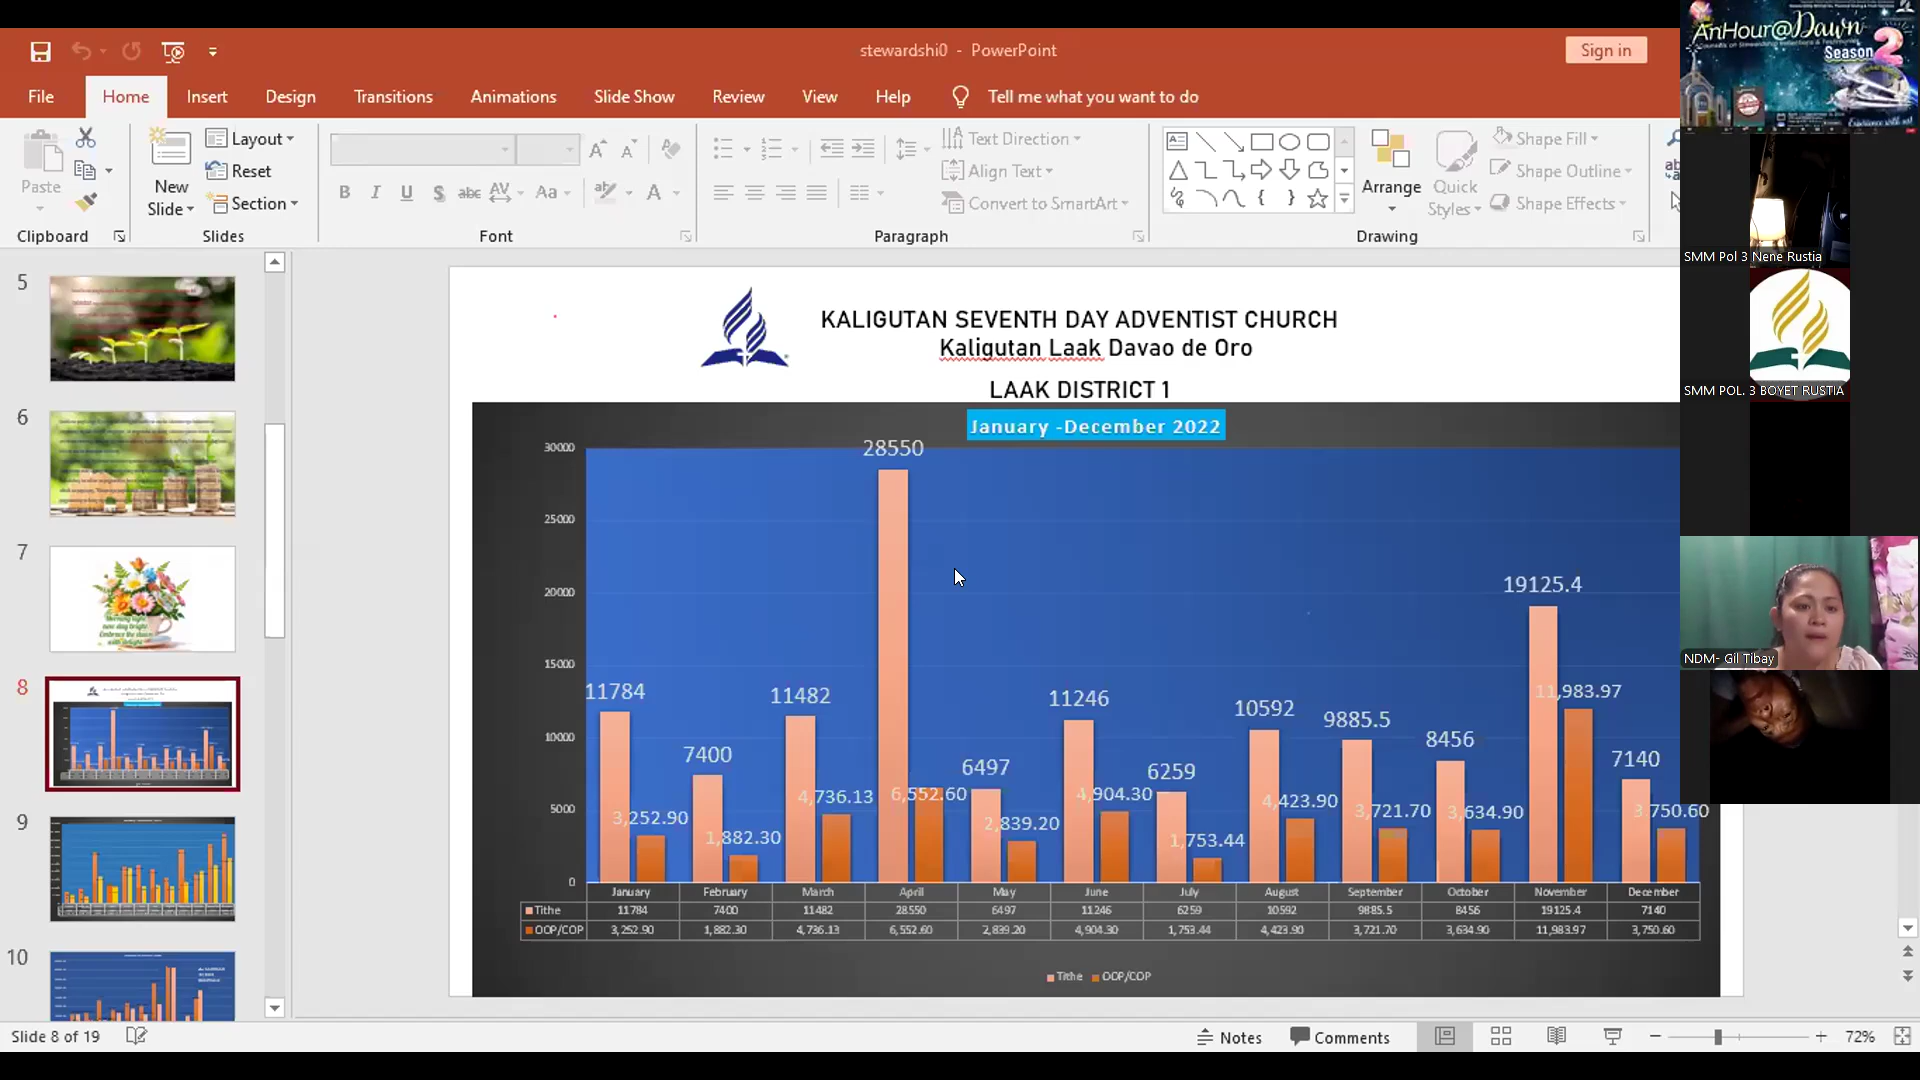 stewardshi0 - PowerPoint
Sign in
File Home Insert Design Transitions Animations Slide Show Review View Help Tell me what you want to do
Paste
Clipboard
New Slide
Layout
Reset
Section
Slides
Font
Text Direction
Align Text
Convert to SmartArt
Paragraph
Arrange
Quick Styles
Shape Fill
Shape Outline
Shape Effects
Drawing
5
6
7
Morning light
new day bright
Embrace the dawn
with delight
8
9
10
KALIGUTAN SEVENTH DAY ADVENTIST CHURCH
Kaligutan Laak Davao de Oro
LAAK DISTRICT 1
January -December 2022
30000
25000
20000
15000
10000
5000
0
11784 7400 11482 28550 6497 11246 6259 10592 9885.5 8456 19125.4 7140
3,252.90 1,882.30 4,736.13 6,552.60 2,839.20 4,904.30 1,753.44 4,423.90 3,721.70 3,634.90 11,983.97 3,750.60
January February March April May June July August September October November December
Tithe 11784 7400 11482 28550 6497 11246 6259 10592 9885.5 8456 19125.4 7140
OOP/COP 3,252.90 1,882.30 4,736.13 6,552.60 2,839.20 4,904.30 1,753.44 4,423.90 3,721.70 3,634.90 11,983.97 3,750.60
Tithe OOP/COP
AnHour@Dawn
Season 2
SMM Pol 3 Nene Rustia
SMM POL. 3 BOYET RUSTIA
NDM- Gil Tibay
Slide 8 of 19
Notes
Comments
72%